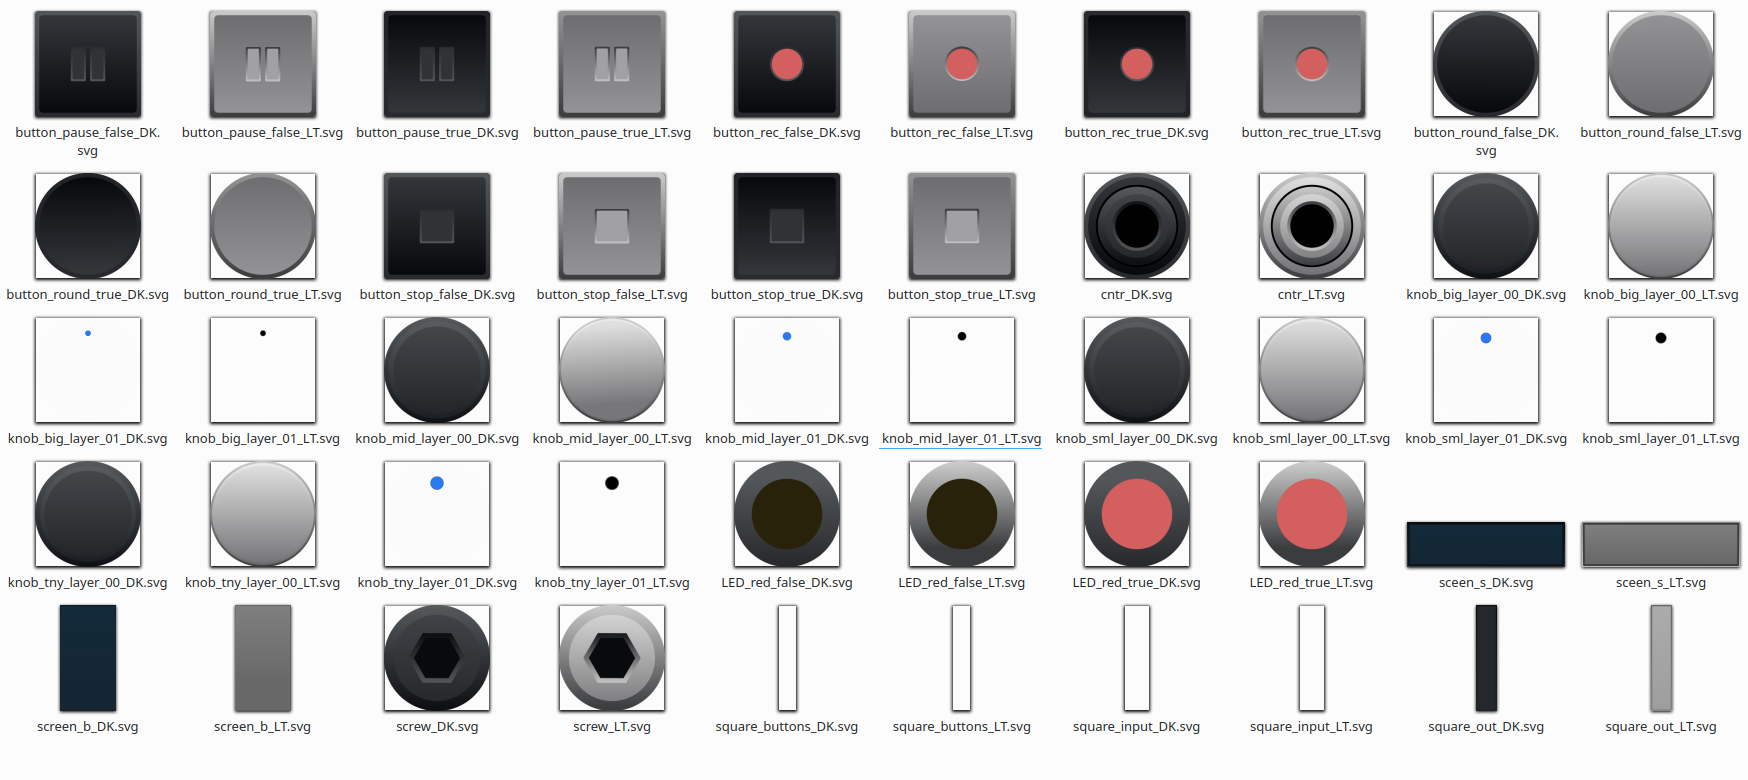 button_pause_false_DK.
svg
button_pause_false_LT.svg
button_pause_true_DK.svg
button_pause_true_LT.svg
button_rec_false_DK.svg
button_rec_false_LT.svg
button_rec_true_DK.svg
button_rec_true_LT.svg
button_round_false_DK.
svg
button_round_false_LT.svg
button_round_true_DK.svg
button_round_true_LT.svg
button_stop_false_DK.svg
button_stop_false_LT.svg
button_stop_true_DK.svg
button_stop_true_LT.svg
cntr_DK.svg
cntr_LT.svg
knob_big_layer_00_DK.svg
knob_big_layer_00_LT.svg
knob_big_layer_01_DK.svg
knob_big_layer_01_LT.svg
knob_mid_layer_00_DK.svg
knob_mid_layer_00_LT.svg
knob_mid_layer_01_DK.svg
knob_mid_layer_01_LT.svg
knob_sml_layer_00_DK.svg
knob_sml_layer_00_LT.svg
knob_sml_layer_01_DK.svg
knob_sml_layer_01_LT.svg
knob_tny_layer_00_DK.svg
knob_tny_layer_00_LT.svg
knob_tny_layer_01_DK.svg
knob_tny_layer_01_LT.svg
LED_red_false_DK.svg
LED_red_false_LT.svg
LED_red_true_DK.svg
LED_red_true_LT.svg
sceen_s_DK.svg
sceen_s_LT.svg
screen_b_DK.svg
screen_b_LT.svg
screw_DK.svg
screw_LT.svg
square_buttons_DK.svg
square_buttons_LT.svg
square_input_DK.svg
square_input_LT.svg
square_out_DK.svg
square_out_LT.svg